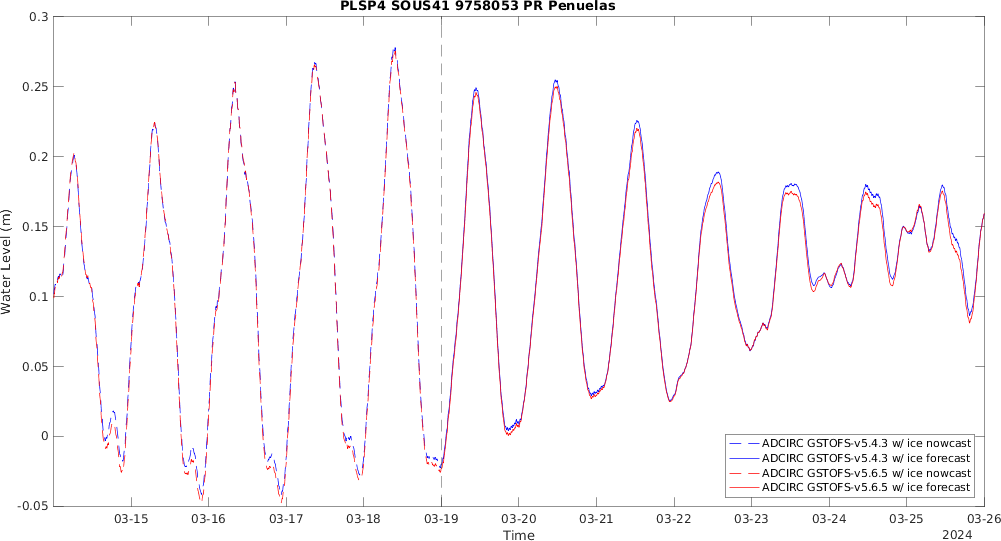 PLSP4 SOUS41 9758053 PR Penuelas
0.3
0.25
0.2
0.15
0.1
0.05
0
-0.05
Water Level (m)
ADCIRC GSTOFS-v5.4.3 w/ ice nowcast
ADCIRC GSTOFS-v5.4.3 w/ ice forecast
ADCIRC GSTOFS-v5.6.5 w/ ice nowcast
ADCIRC GSTOFS-v5.6.5 w/ ice forecast
03-15 03-16 03-17 03-18 03-19 03-20 03-21 03-22 03-23 03-24 03-25 03-26
Time
2024